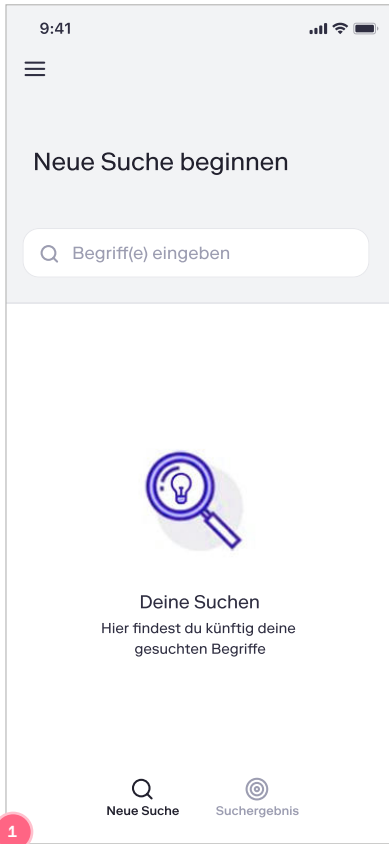 9:41
Neue Suche beginnen
Begriff(e) eingeben
Deine Suchen
Hier findest du künftig deine
gesuchten Begriffe
Neue Suche
Suchergebnis
1